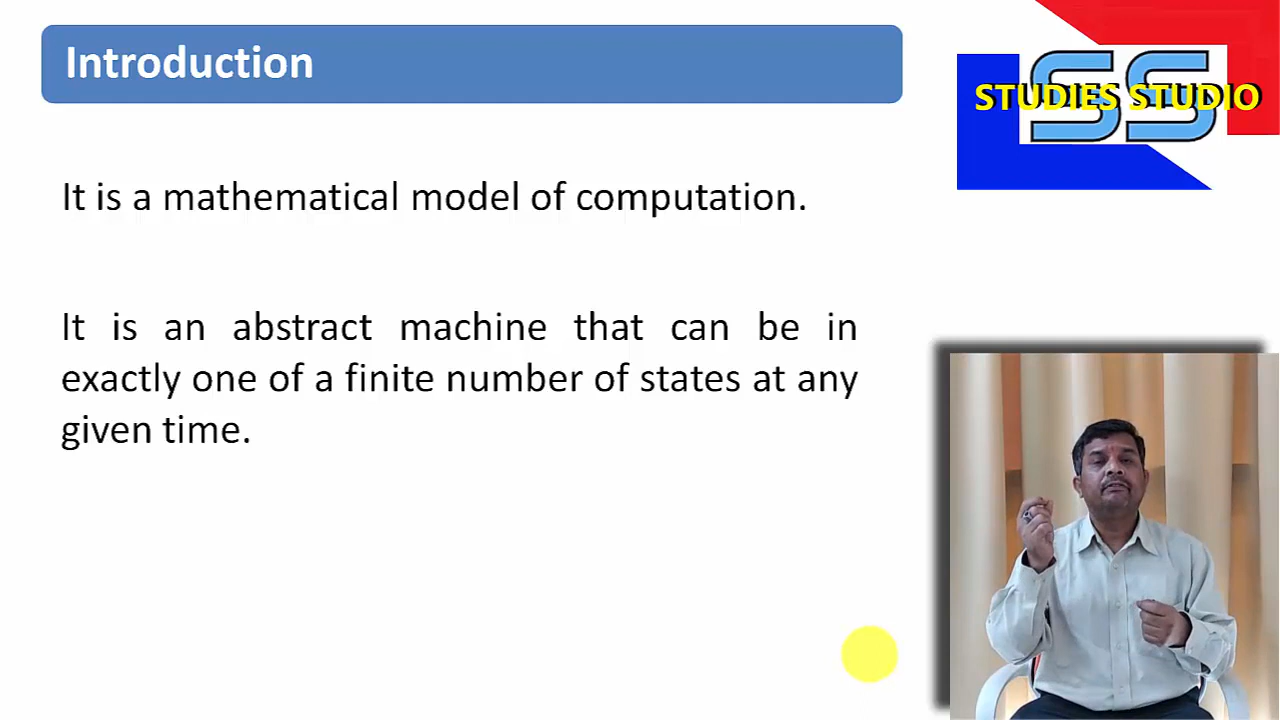 Introduction
SS
STUDIES STUDIO
It is a mathematical model of computation.
It is an abstract machine that can be in
exactly one of a finite number of states at any
given time.